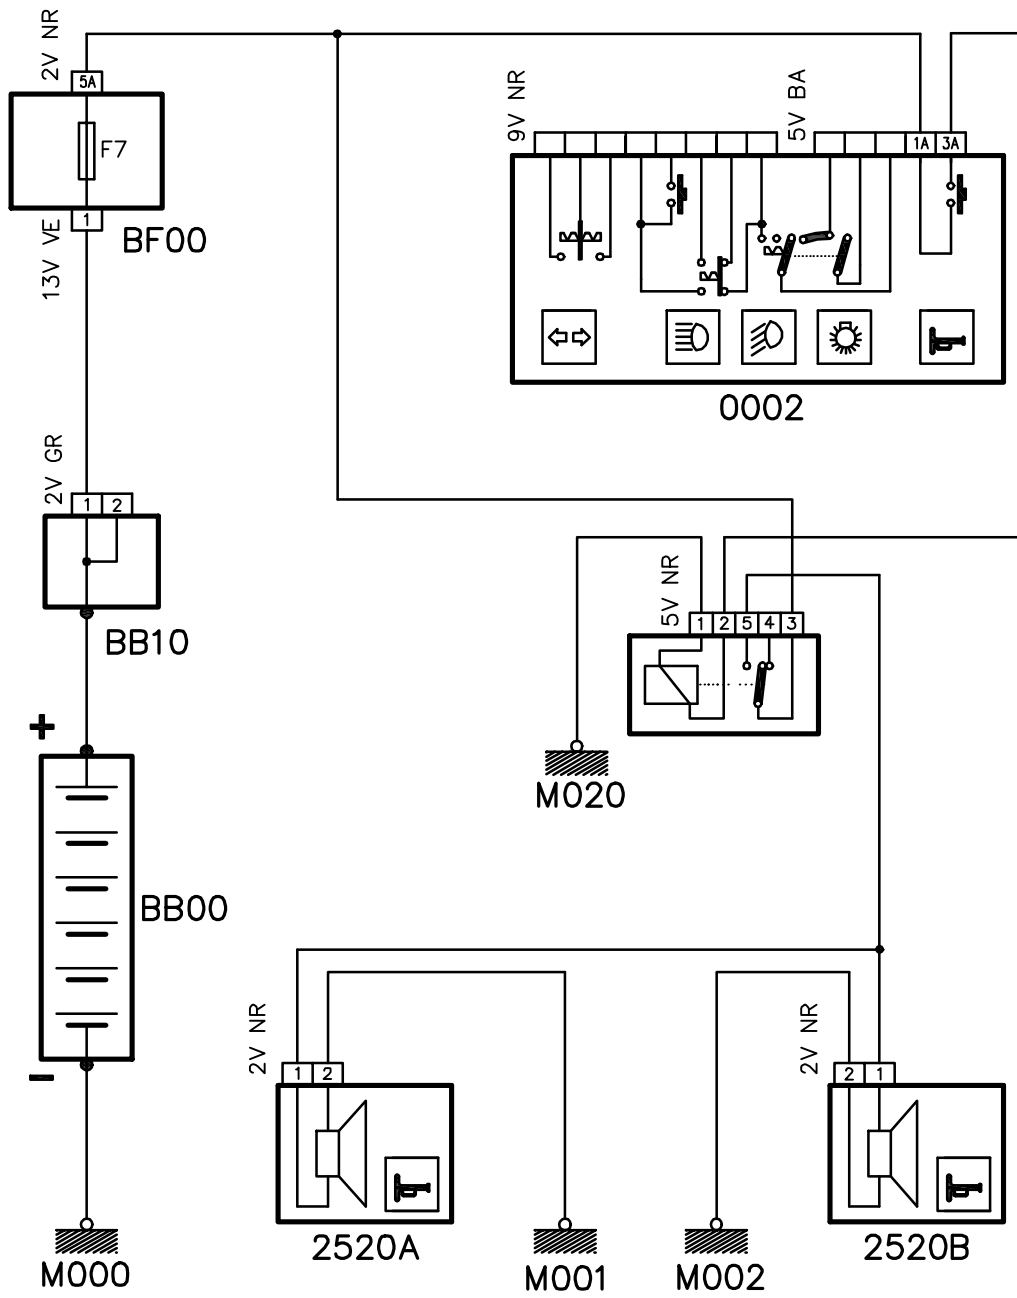 2V NR
5A
F7
1
13V VE
BF00
9V NR
5V BA
1A 3A
0002
2V GR
1 2
BB10
5V NR
1 2 5 4 3
M020
+
BB00
-
M000
2V NR
1 2
2520A
M001
2V NR
2 1
2520B
M002